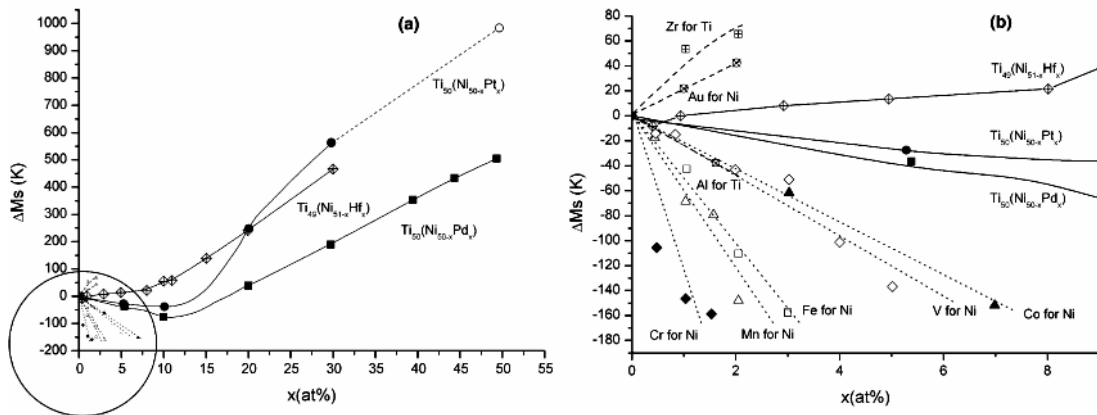 (a)
1000
900
800
700
600
500
400
300
200
100
0
-100
-200
ΔMs (K)
Ti50(Ni50-xPtx)
Ti49(Ni51-xHfx)
Ti50(Ni50-xPdx)
0 5 10 15 20 25 30 35 40 45 50 55
x(at%)
(b)
80
60
40
20
0
-20
-40
-60
-80
-100
-120
-140
-160
-180
ΔMs (K)
Zr for Ti
Au for Ni
Ti49(Ni51-xHfx)
Ti50(Ni50-xPtx)
Ti50(Ni50-xPdx)
Al for Ti
Cr for Ni
Mn for Ni
Fe for Ni
V for Ni
Co for Ni
0 2 4 6 8
x(at%)